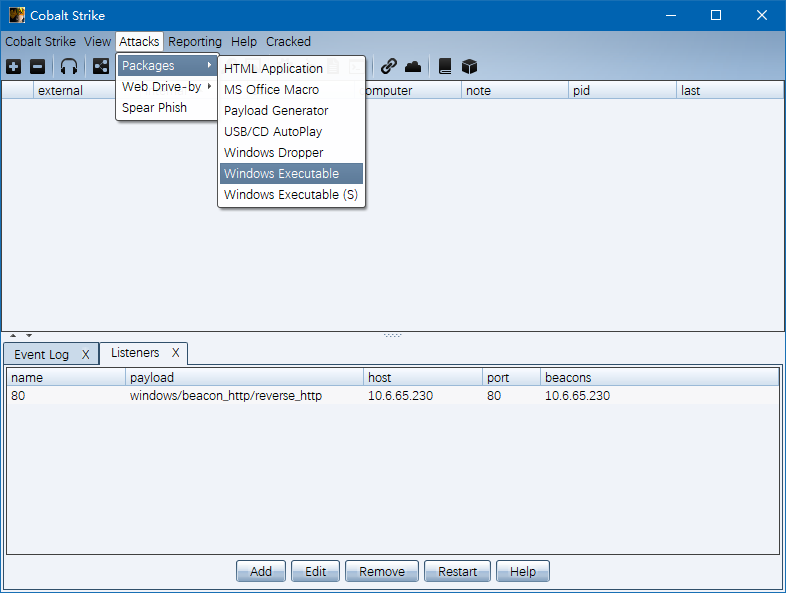 Cobalt Strike
Cobalt Strike View Attacks Reporting Help Cracked
Packages
Web Drive-by
Spear Phish
HTML Application
MS Office Macro
Payload Generator
USB/CD AutoPlay
Windows Dropper
Windows Executable
Windows Executable (S)
external omputer note pid last
Event Log X Listeners X
name payload host port beacons
80 windows/beacon_http/reverse_http 10.6.65.230 80 10.6.65.230
Add Edit Remove Restart Help